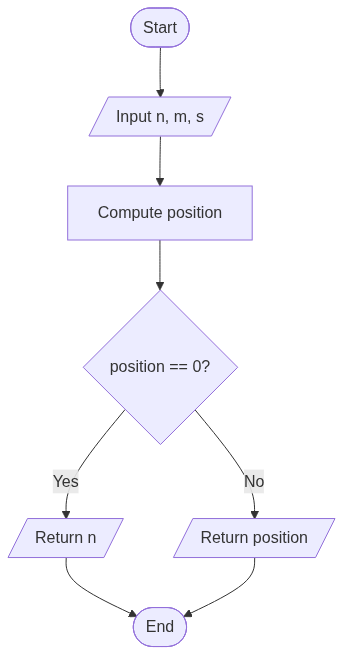 Start
Input n, m, s
Compute position
position == 0?
Yes
No
Return n
Return position
End